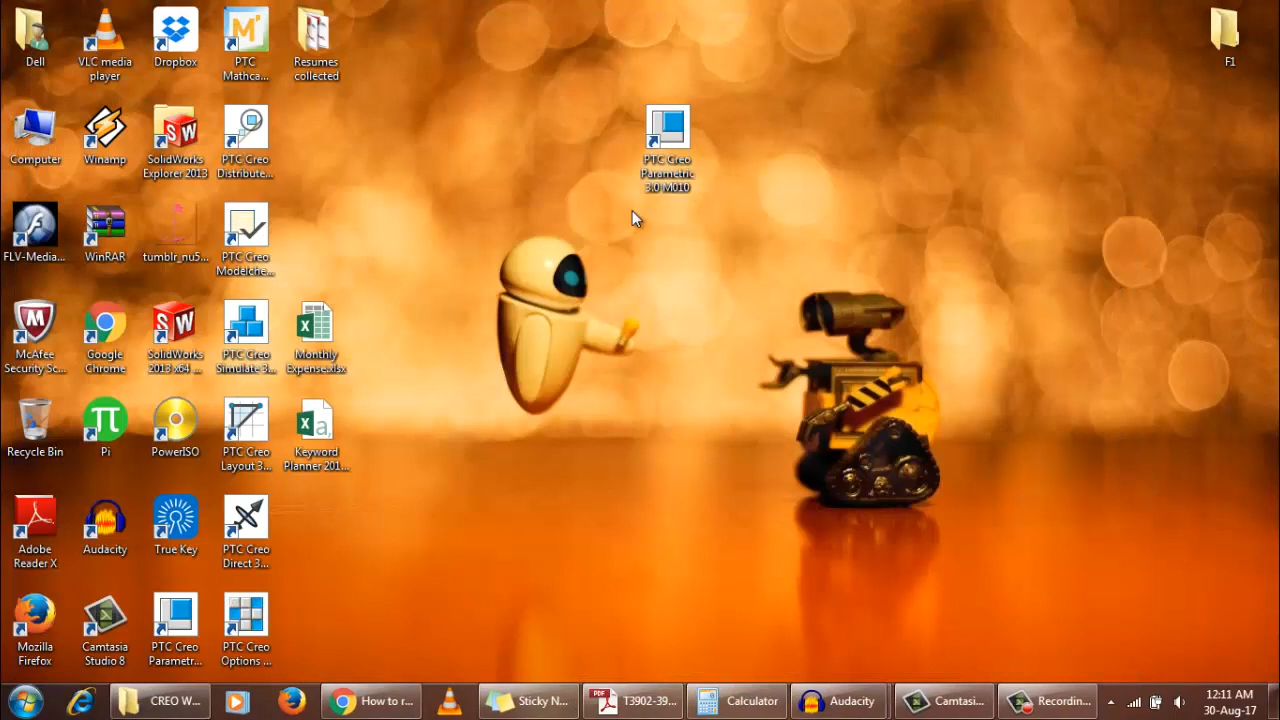 Dell
VLC media
player
Dropbox
PTC
Mathca...
Resumes
collected
F1
Computer
Winamp
SolidWorks
Explorer 2013
PTC Creo
Distribute...
PTC Creo
Parametric
3.0 M010
FLV-Media...
WinRAR
tumblr_nu5...
PTC Creo
Modelche...
McAfee
Security Sc...
Google
Chrome
SolidWorks
2013 x64 ...
PTC Creo
Simulate 3...
Monthly
Expense.xlsx
Recycle Bin
Pi
PowerISO
PTC Creo
Layout 3...
Keyword
Planner 201...
Adobe
Reader X
Audacity
True Key
PTC Creo
Direct 3...
Mozilla
Firefox
Camtasia
Studio 8
PTC Creo
Parametr...
PTC Creo
Options ...
CREO W...
How to r...
Sticky N...
PDF
T3902-39...
Calculator
Audacity
Camtasi...
Recordin...
12:11 AM
30-Aug-17